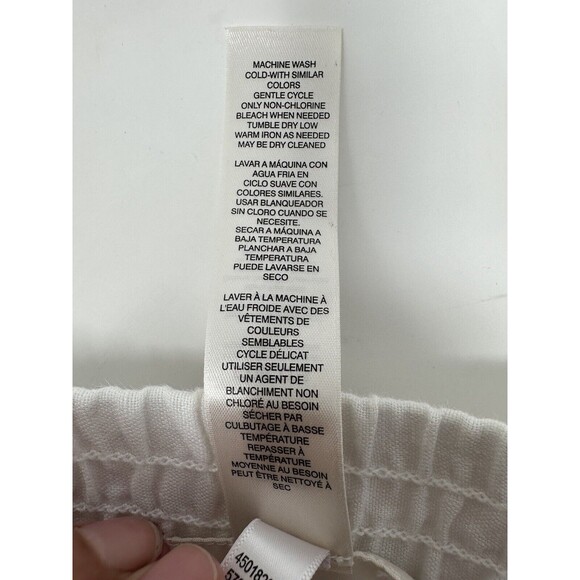 MACHINE WASH
COLD-WITH SIMILAR
COLORS
GENTLE CYCLE
ONLY NON-CHLORINE
BLEACH WHEN NEEDED
TUMBLE DRY LOW
WARM IRON AS NEEDED
MAY BE DRY CLEANED
LAVAR A MÁQUINA CON
AGUA FRIA EN
CICLO SUAVE CON
COLORES SIMILARES.
USAR BLANQUEADOR
SIN CLORO CUANDO SE
NECESITE.
SECAR A MÁQUINA A
BAJA TEMPERATURA
PLANCHAR A BAJA
TEMPERATURA
PUEDE LAVARSE EN
SECO
LAVER À LA MACHINE À
L'EAU FROIDE AVEC DES
VÊTEMENTS DE
COULEURS
SEMBLABLES
CYCLE DÉLICAT
UTILISER SEULEMENT
UN AGENT DE
BLANCHIMENT NON
CHLORÉ AU BESOIN
SÉCHER PAR
CULBUTAGE À BASSE
TEMPÉRATURE
REPASSER À
TEMPÉRATURE
MOYENNE AU BESOIN
PEUT ÊTRE NETTOYÉ À
SEC